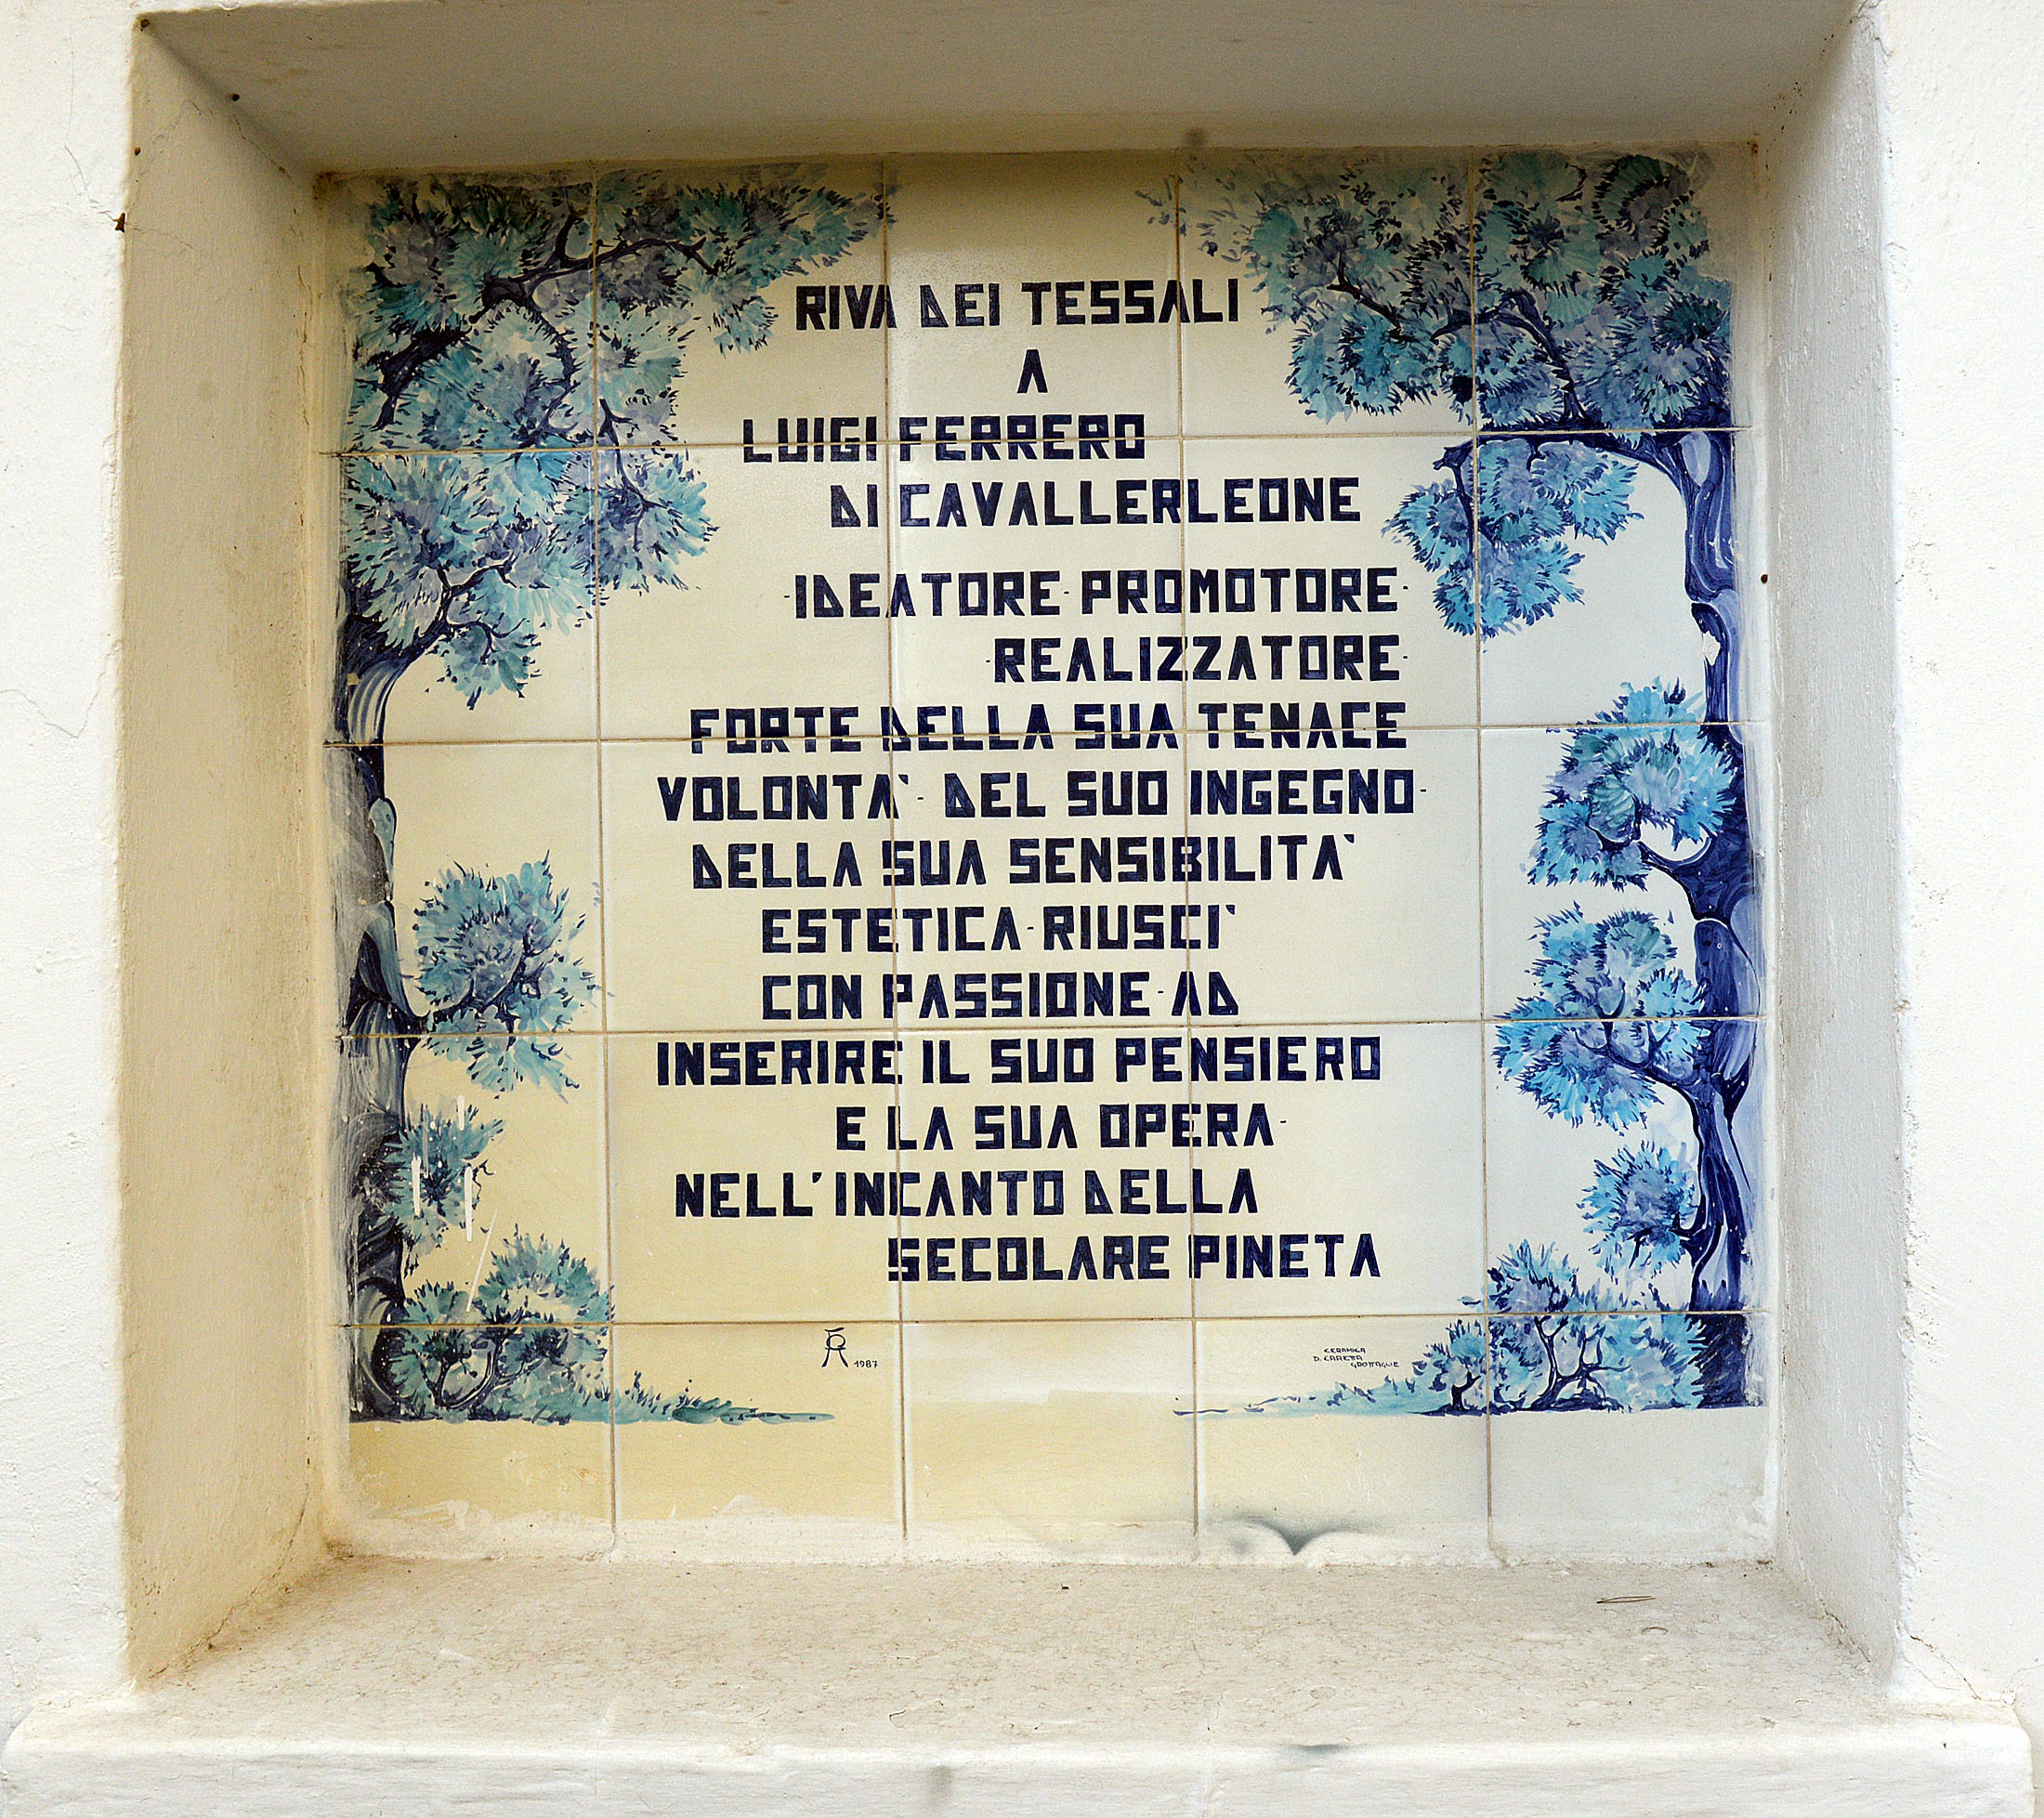 RIVA DEI TESSALI
A
LUIGI FERRERO
DI CAVALLERLEONE
·IDEATORE·PROMOTORE·
·REALIZZATORE·
FORTE DELLA SUA TENACE
VOLONTA'· DEL SUO INGEGNO·
DELLA SUA SENSIBILITA'
ESTETICA·RIUSCI'
CON PASSIONE·AD
INSERIRE IL SUO PENSIERO
E LA SUA OPERA·
NELL'INCANTO DELLA
SECOLARE PINETA
1987
CERAMICA
D. CARETTA
GROTTAGLIE